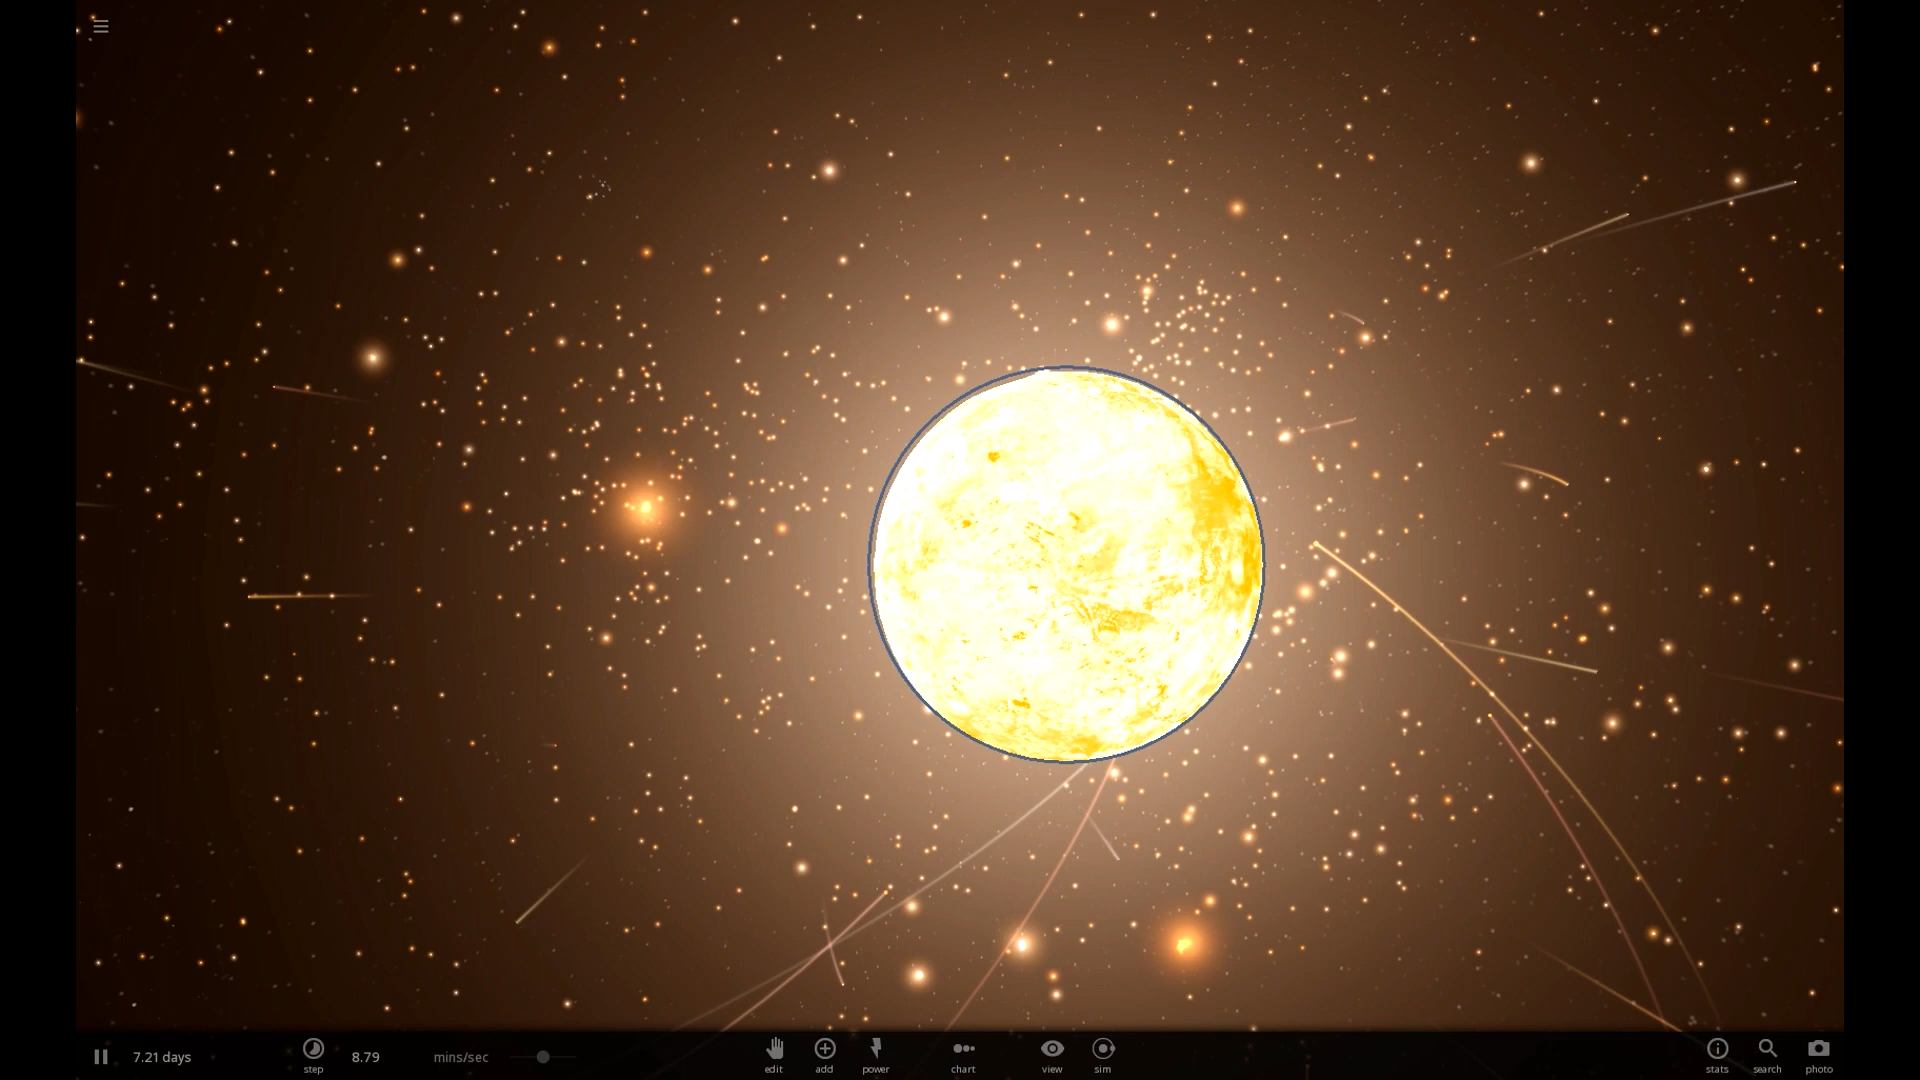 7.21 days
step
8.79 mins/sec
edit
add
power
chart
view
sim
stats
search
photo